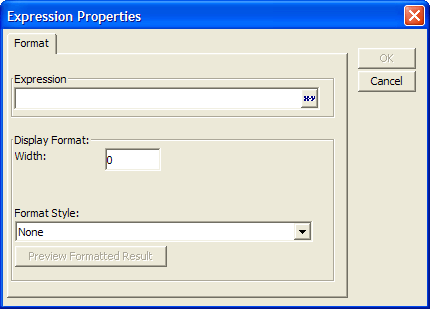 Expression Properties
Format
OK
Expression
x-y
Cancel
Display Format:
Width:
0
Format Style:
None
Preview Formatted Result